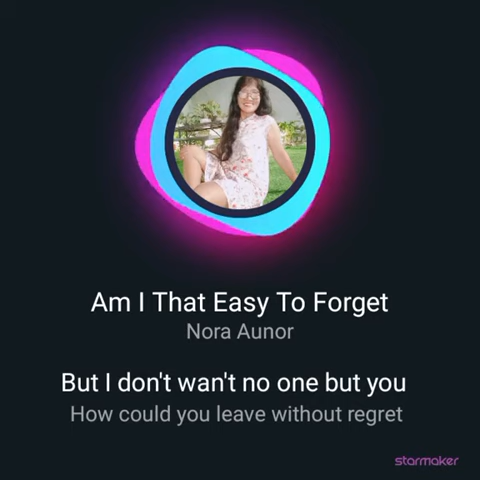 Am I That Easy To Forget
Nora Aunor
But I don't wan't no one but you
How could you leave without regret
starmaker